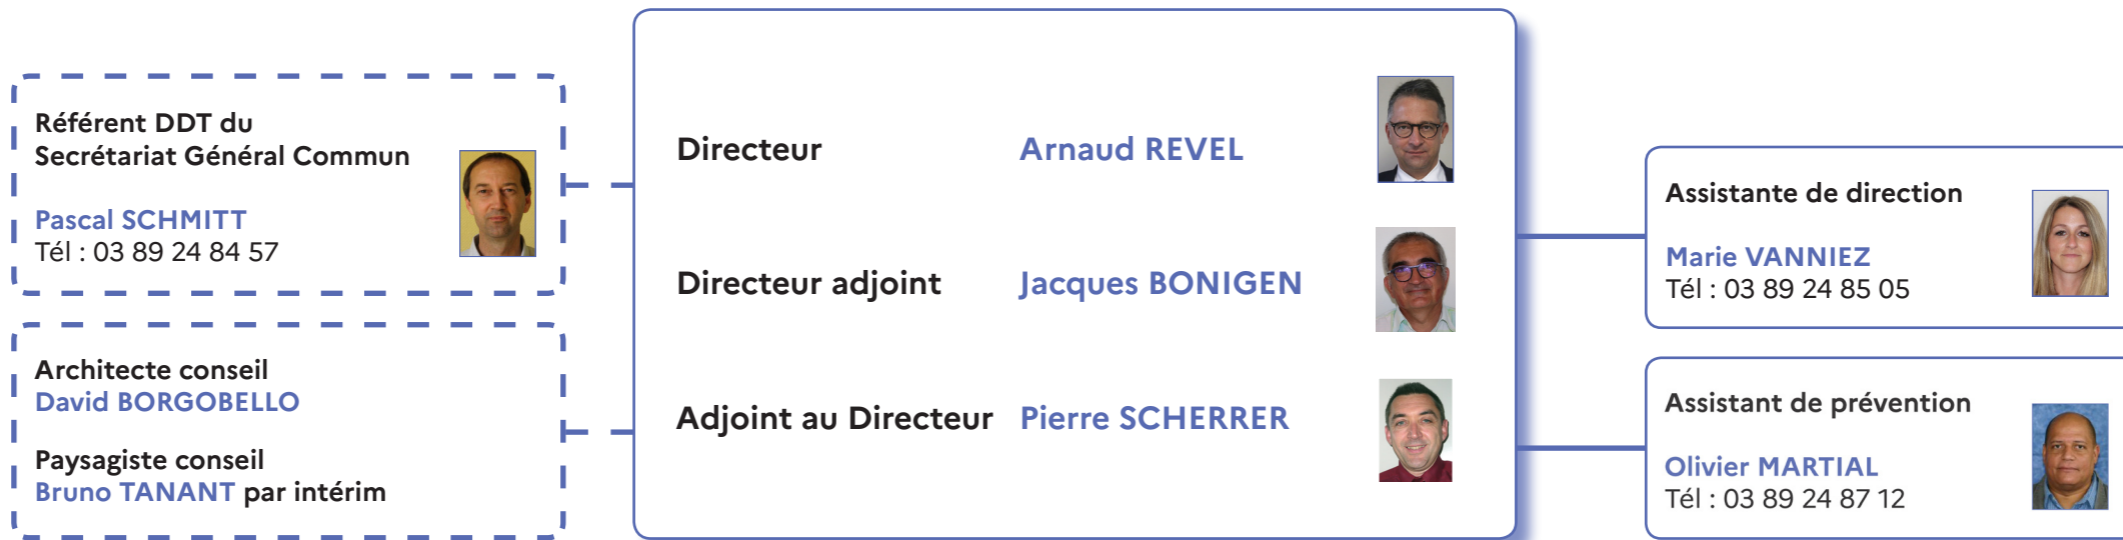 Référent DDT du
Secrétariat Général Commun
Pascal SCHMITT
Tél : 03 89 24 84 57
Architecte conseil
David BORGOBELLO
Paysagiste conseil
Bruno TANANT par intérim
Directeur Arnaud REVEL
Directeur adjoint Jacques BONIGEN
Adjoint au Directeur Pierre SCHERRER
Assistante de direction
Marie VANNIEZ
Tél : 03 89 24 85 05
Assistant de prévention
Olivier MARTIAL
Tél : 03 89 24 87 12